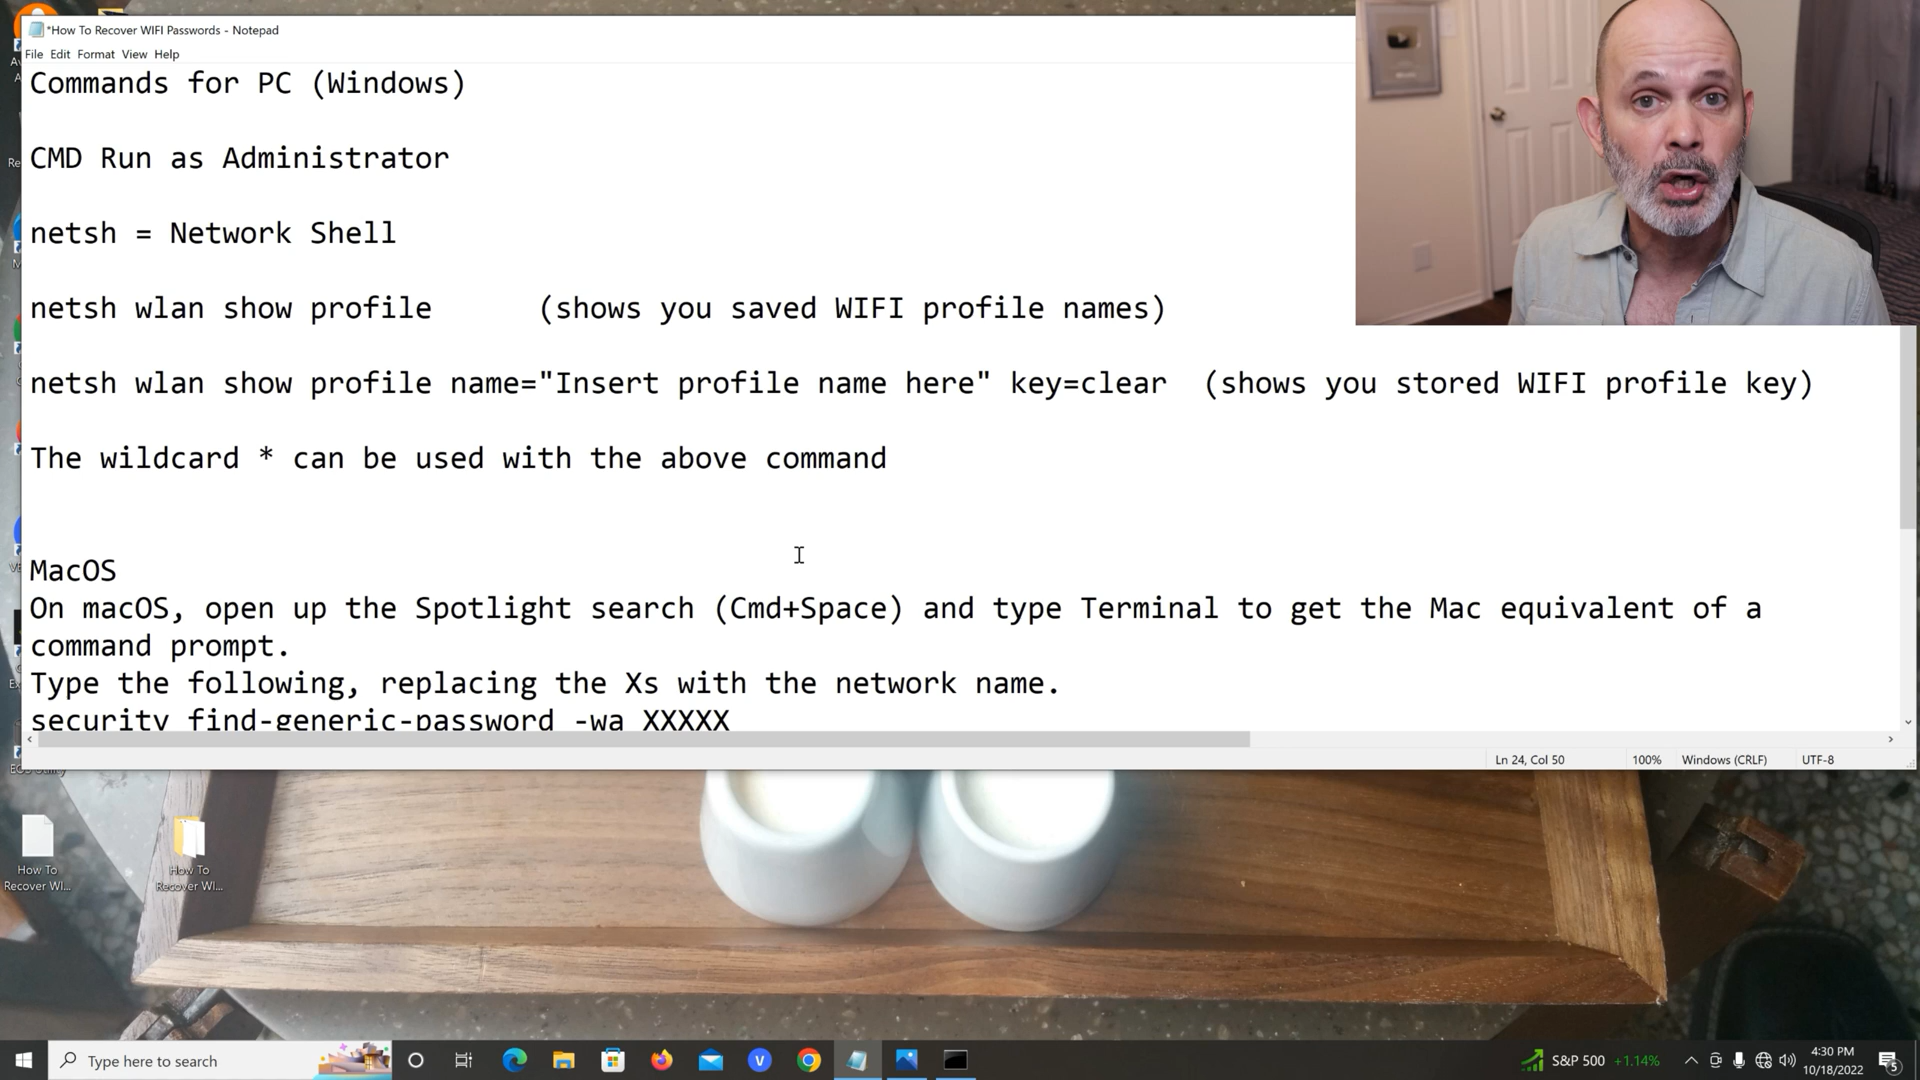 *How To Recover WIFI Passwords - Notepad
File Edit Format View Help
Commands for PC (Windows)
CMD Run as Administrator
netsh = Network Shell
netsh wlan show profile (shows you saved WIFI profile names)
netsh wlan show profile name="Insert profile name here" key=clear (shows you stored WIFI profile key)
The wildcard * can be used with the above command
MacOS
On macOS, open up the Spotlight search (Cmd+Space) and type Terminal to get the Mac equivalent of a
command prompt.
Type the following, replacing the Xs with the network name.
security find-generic-password -wa XXXXX
Ln 24, Col 50
100%
Windows (CRLF)
UTF-8
How To
Recover WI...
How To
Recover WI...
Type here to search
S&P 500 +1.14%
4:30 PM
10/18/2022
5